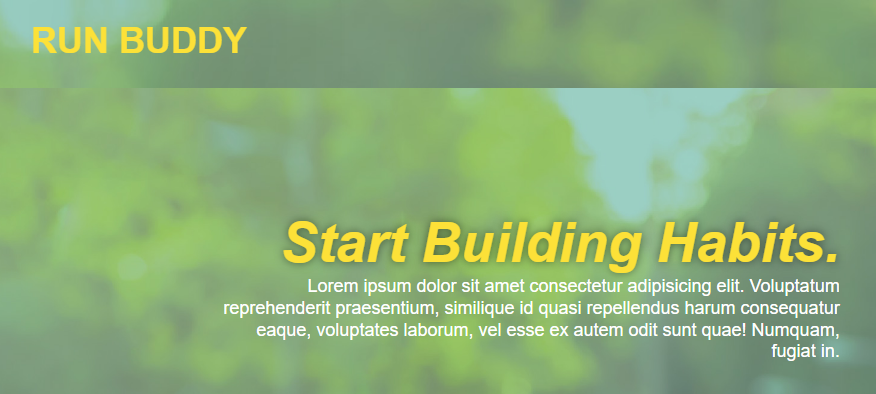 RUN BUDDY
Start Building Habits.
Lorem ipsum dolor sit amet consectetur adipisicing elit. Voluptatum
reprehenderit praesentium, similique id quasi repellendus harum consequatur
eaque, voluptates laborum, vel esse ex autem odit sunt quae! Numquam,
fugiat in.